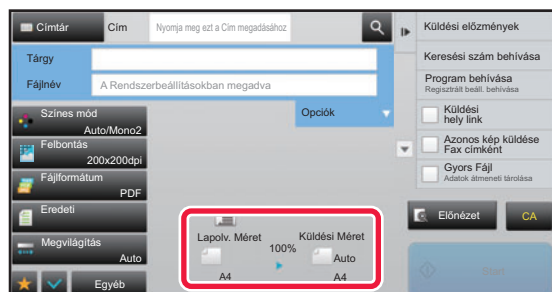 Címtár
Cím
Nyomja meg ezt a Cím megadásához
Tárgy
Fájlnév
A Rendszerbeállításokban megadva
Opciók
Színes mód
Auto/Mono2
Felbontás
200x200dpi
Fájlformátum
PDF
Eredeti
Megvilágítás
Auto
Egyéb
Lapolv. Méret
A4
100%
Küldési Méret
Auto
A4
Küldési előzmények
Keresési szám behívása
Program behívása
Regisztrált beáll. behívása
Küldési
hely link
Azonos kép küldése
Fax címként
Gyors Fájl
Adatok átmeneti tárolása
Előnézet
CA
Start